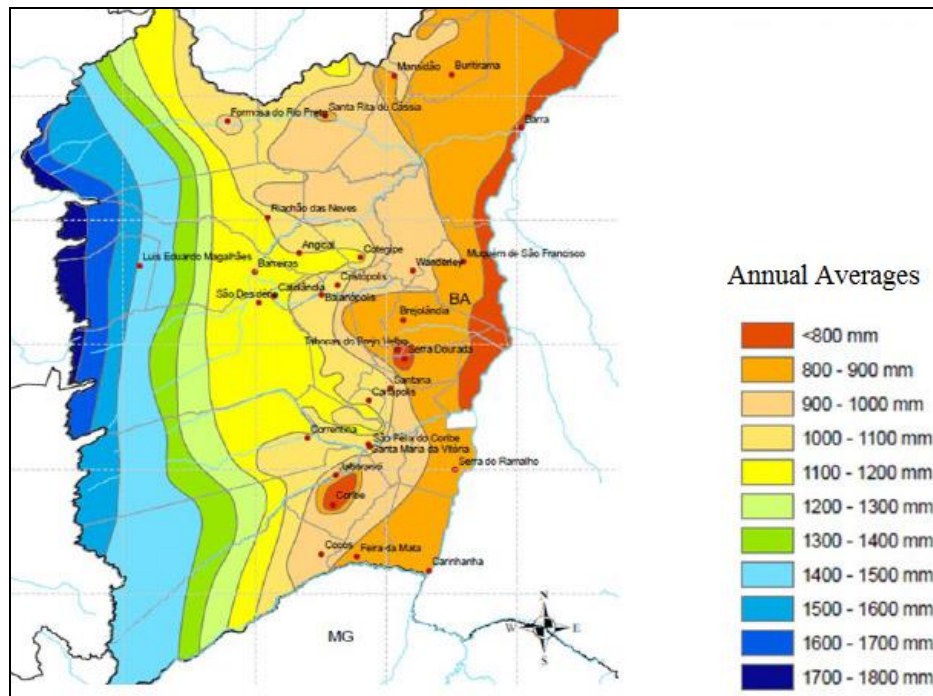 Mansidão
Buritirama
Formosa do Rio Preto
Santa Rita de Cássia
Barra
Riachão das Neves
Angical
Cotegipe
Luis Eduardo Magalhães
Barreiras
Wanderley
Muquém de São Francisco
Cristópolis
Catolândia
São Desidério
Baianópolis
BA
Brejolândia
Tabocas do Brejo Velho
Serra Dourada
Santana
Canápolis
Correntina
São Félix do Coribe
Santa Maria da Vitória
Serra do Ramalho
Jaborandi
Coribe
Cocos
Feira da Mata
Carinhanha
MG
N
W
E
S
Annual Averages
<800 mm
800 - 900 mm
900 - 1000 mm
1000 - 1100 mm
1100 - 1200 mm
1200 - 1300 mm
1300 - 1400 mm
1400 - 1500 mm
1500 - 1600 mm
1600 - 1700 mm
1700 - 1800 mm